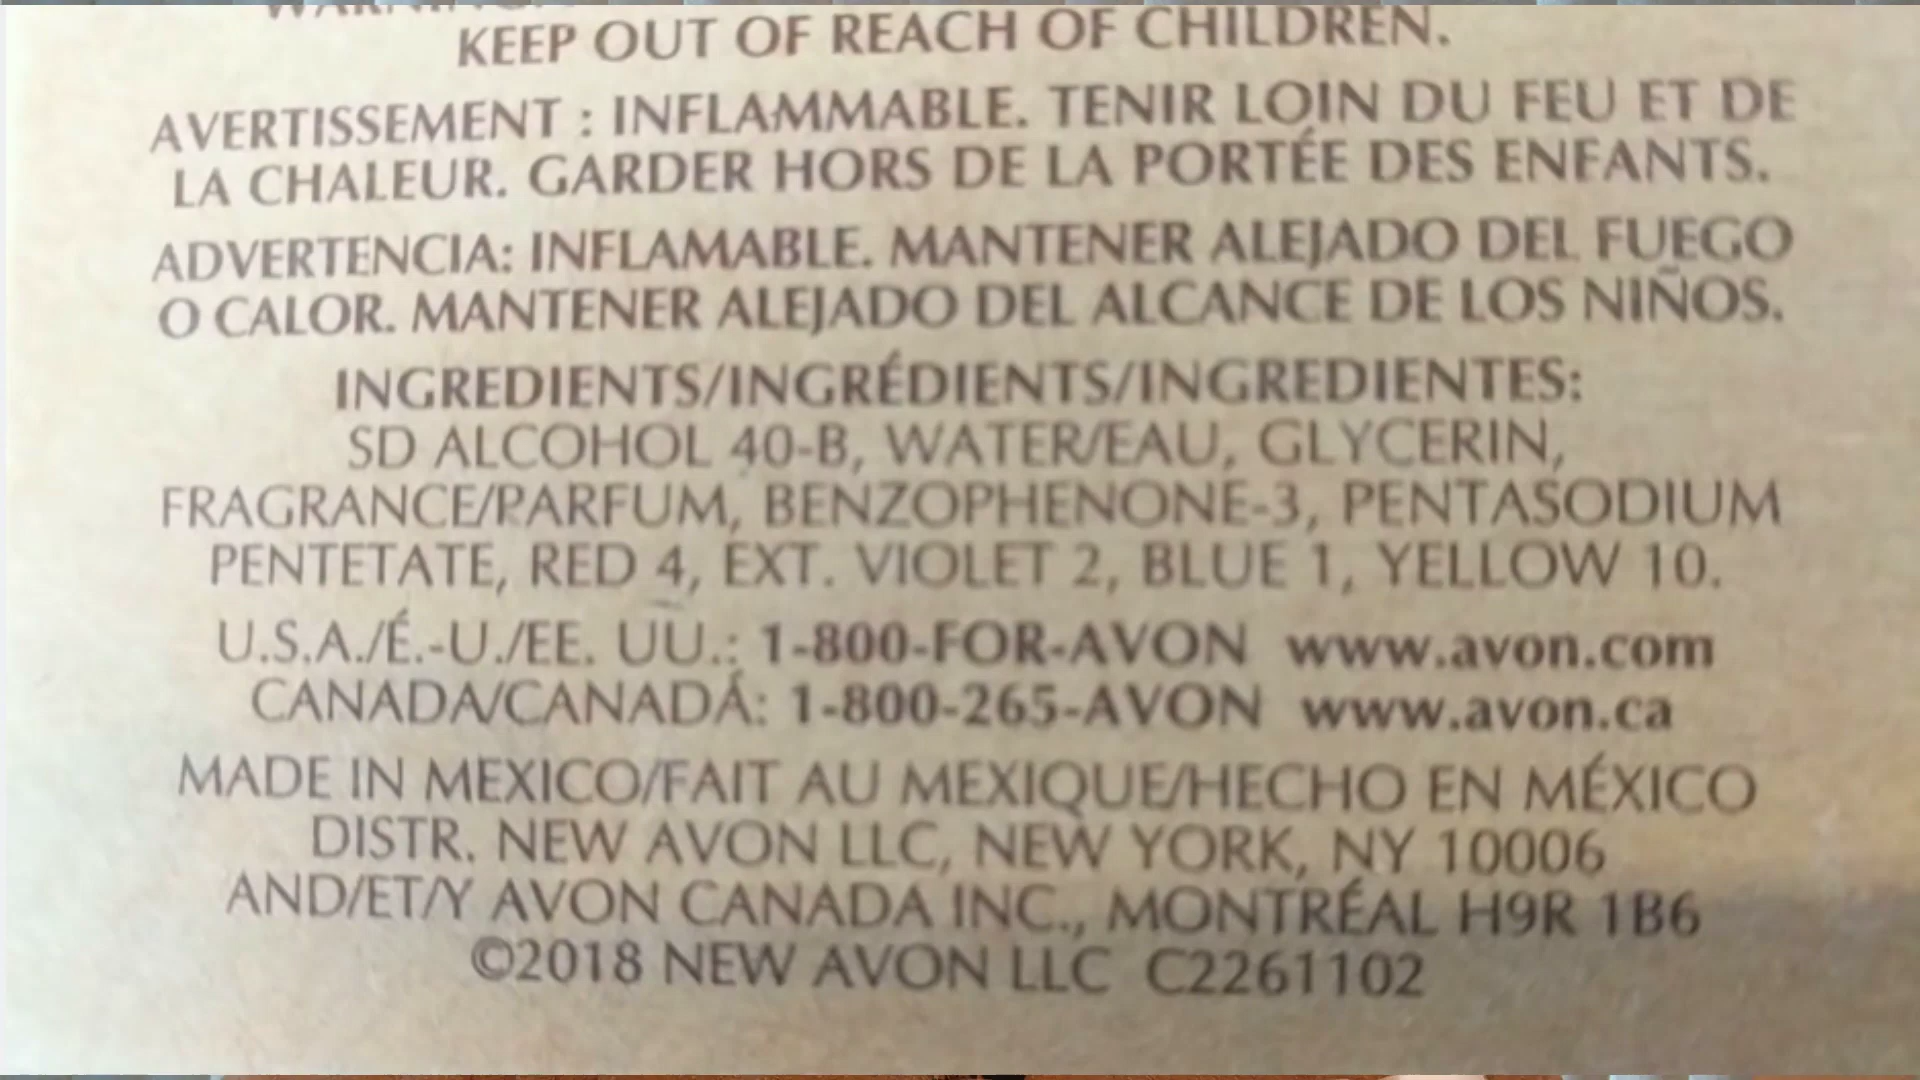 KEEP OUT OF REACH OF CHILDREN.
AVERTISSEMENT : INFLAMMABLE. TENIR LOIN DU FEU ET DE
LA CHALEUR. GARDER HORS DE LA PORTÉE DES ENFANTS.
ADVERTENCIA: INFLAMABLE. MANTENER ALEJADO DEL FUEGO
O CALOR. MANTENER ALEJADO DEL ALCANCE DE LOS NIÑOS.
INGREDIENTS/INGRÉDIENTS/INGREDIENTES:
SD ALCOHOL 40-B, WATER/EAU, GLYCERIN,
FRAGRANCE/PARFUM, BENZOPHENONE-3, PENTASODIUM
PENTETATE, RED 4, EXT. VIOLET 2, BLUE 1, YELLOW 10.
U.S.A./É.-U./EE. UU.: 1-800-FOR-AVON www.avon.com
CANADA/CANADÁ: 1-800-265-AVON www.avon.ca
MADE IN MEXICO/FAIT AU MEXIQUE/HECHO EN MÉXICO
DISTR. NEW AVON LLC, NEW YORK, NY 10006
AND/ET/Y AVON CANADA INC., MONTRÉAL H9R 1B6
©2018 NEW AVON LLC C2261102